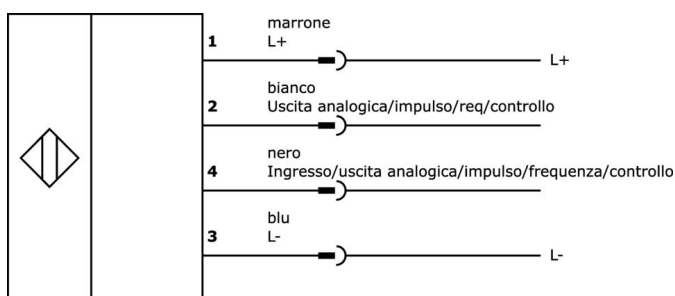 marrone
1 L+
L+
bianco
2 Uscita analogica/impulso/req/controllo
nero
4 Ingresso/uscita analogica/impulso/frequenza/controllo
blu
3 L-
L-